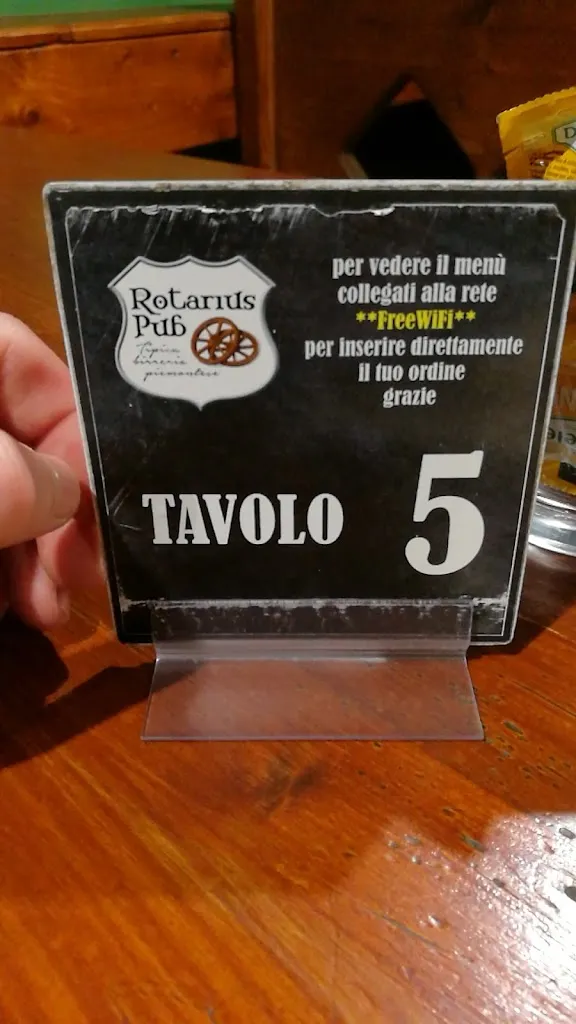 Rotarius
Pub
Tipica
birreria
piemontese
per vedere il menù
collegati alla rete
**FreeWiFi**
per inserire direttamente
il tuo ordine
grazie
TAVOLO 5